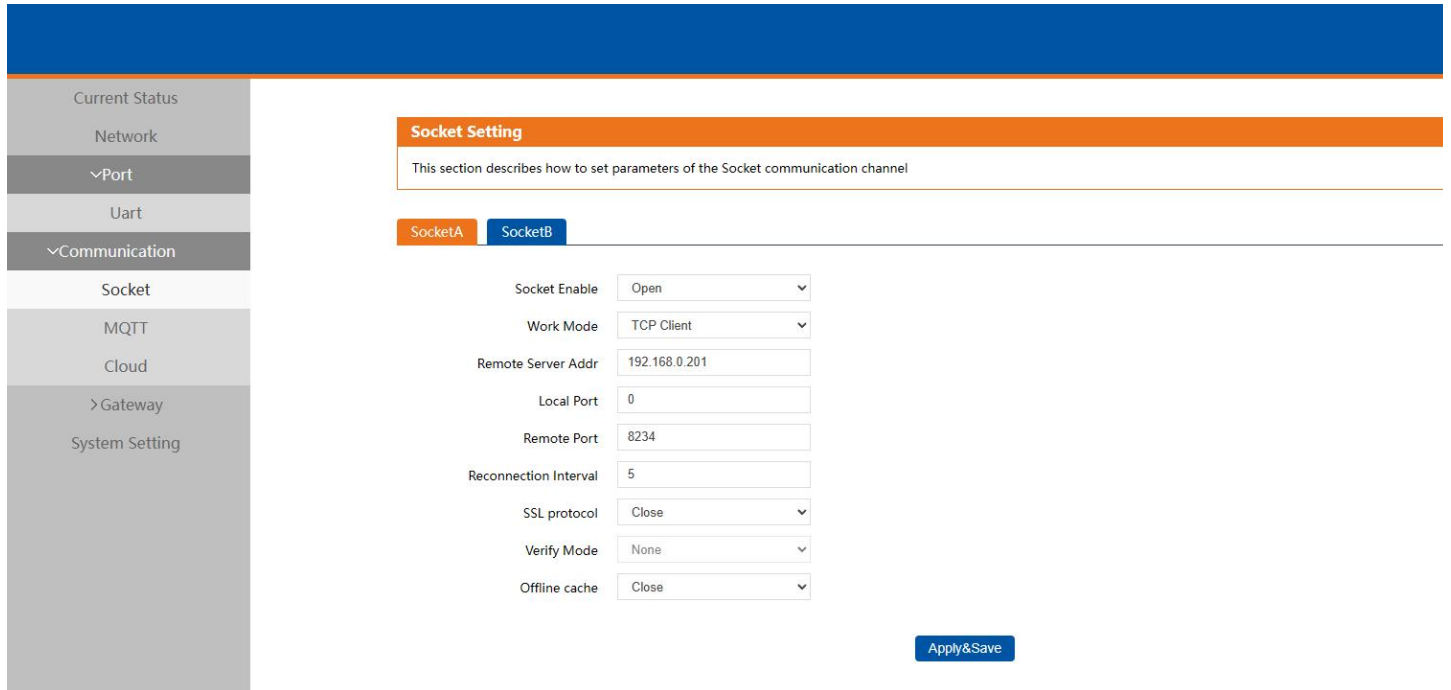 Current Status
Network
Port
Uart
Communication
Socket
MQTT
Cloud
Gateway
System Setting
Socket Setting
This section describes how to set parameters of the Socket communication channel
SocketA SocketB
Socket Enable Open
Work Mode TCP Client
Remote Server Addr 192.168.0.201
Local Port 0
Remote Port 8234
Reconnection Interval 5
SSL protocol Close
Verify Mode None
Offline cache Close
Apply&Save